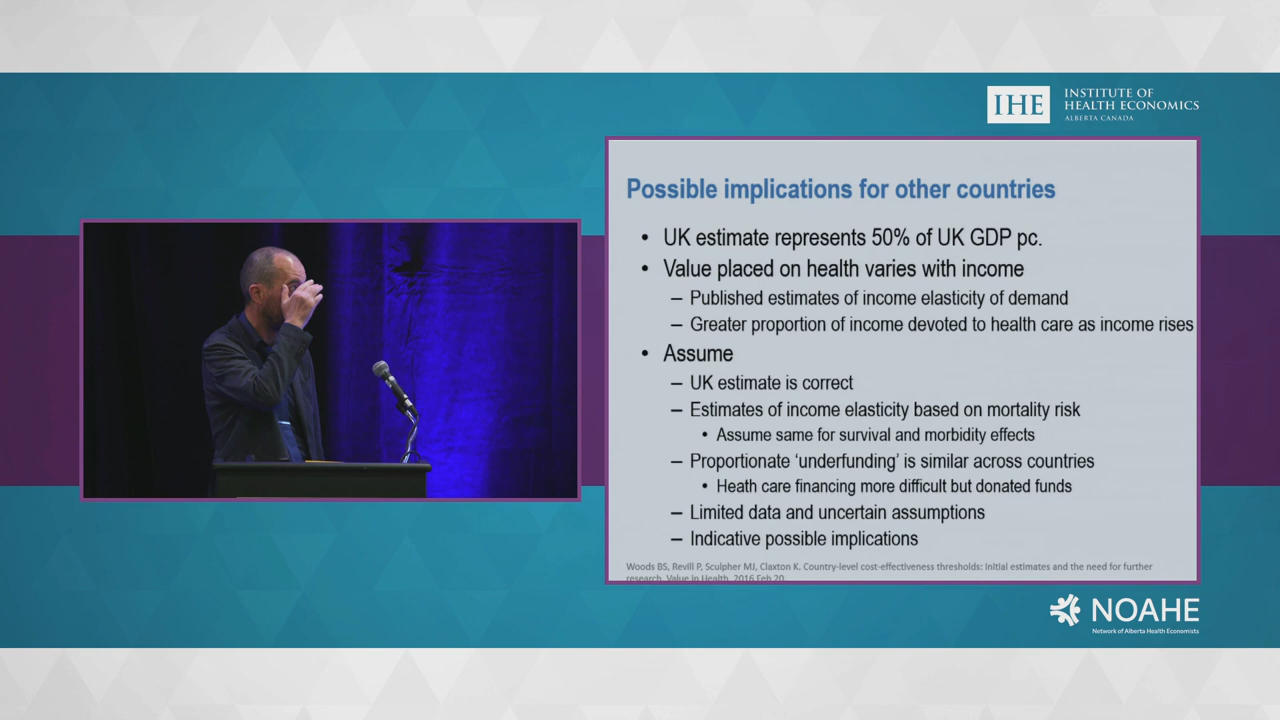 IHE
INSTITUTE OF
HEALTH ECONOMICS
ALBERTA CANADA
Possible implications for other countries
• UK estimate represents 50% of UK GDP pc.
• Value placed on health varies with income
– Published estimates of income elasticity of demand
– Greater proportion of income devoted to health care as income rises
• Assume
– UK estimate is correct
– Estimates of income elasticity based on mortality risk
• Assume same for survival and morbidity effects
– Proportionate ‘underfunding’ is similar across countries
• Heath care financing more difficult but donated funds
– Limited data and uncertain assumptions
– Indicative possible implications
Woods BS, Revill P, Sculpher MJ, Claxton K. Country-level cost-effectiveness thresholds: Initial estimates and the need for further
research. Value in Health, 2016 Feb 20.
NOAHE
Network of Alberta Health Economists